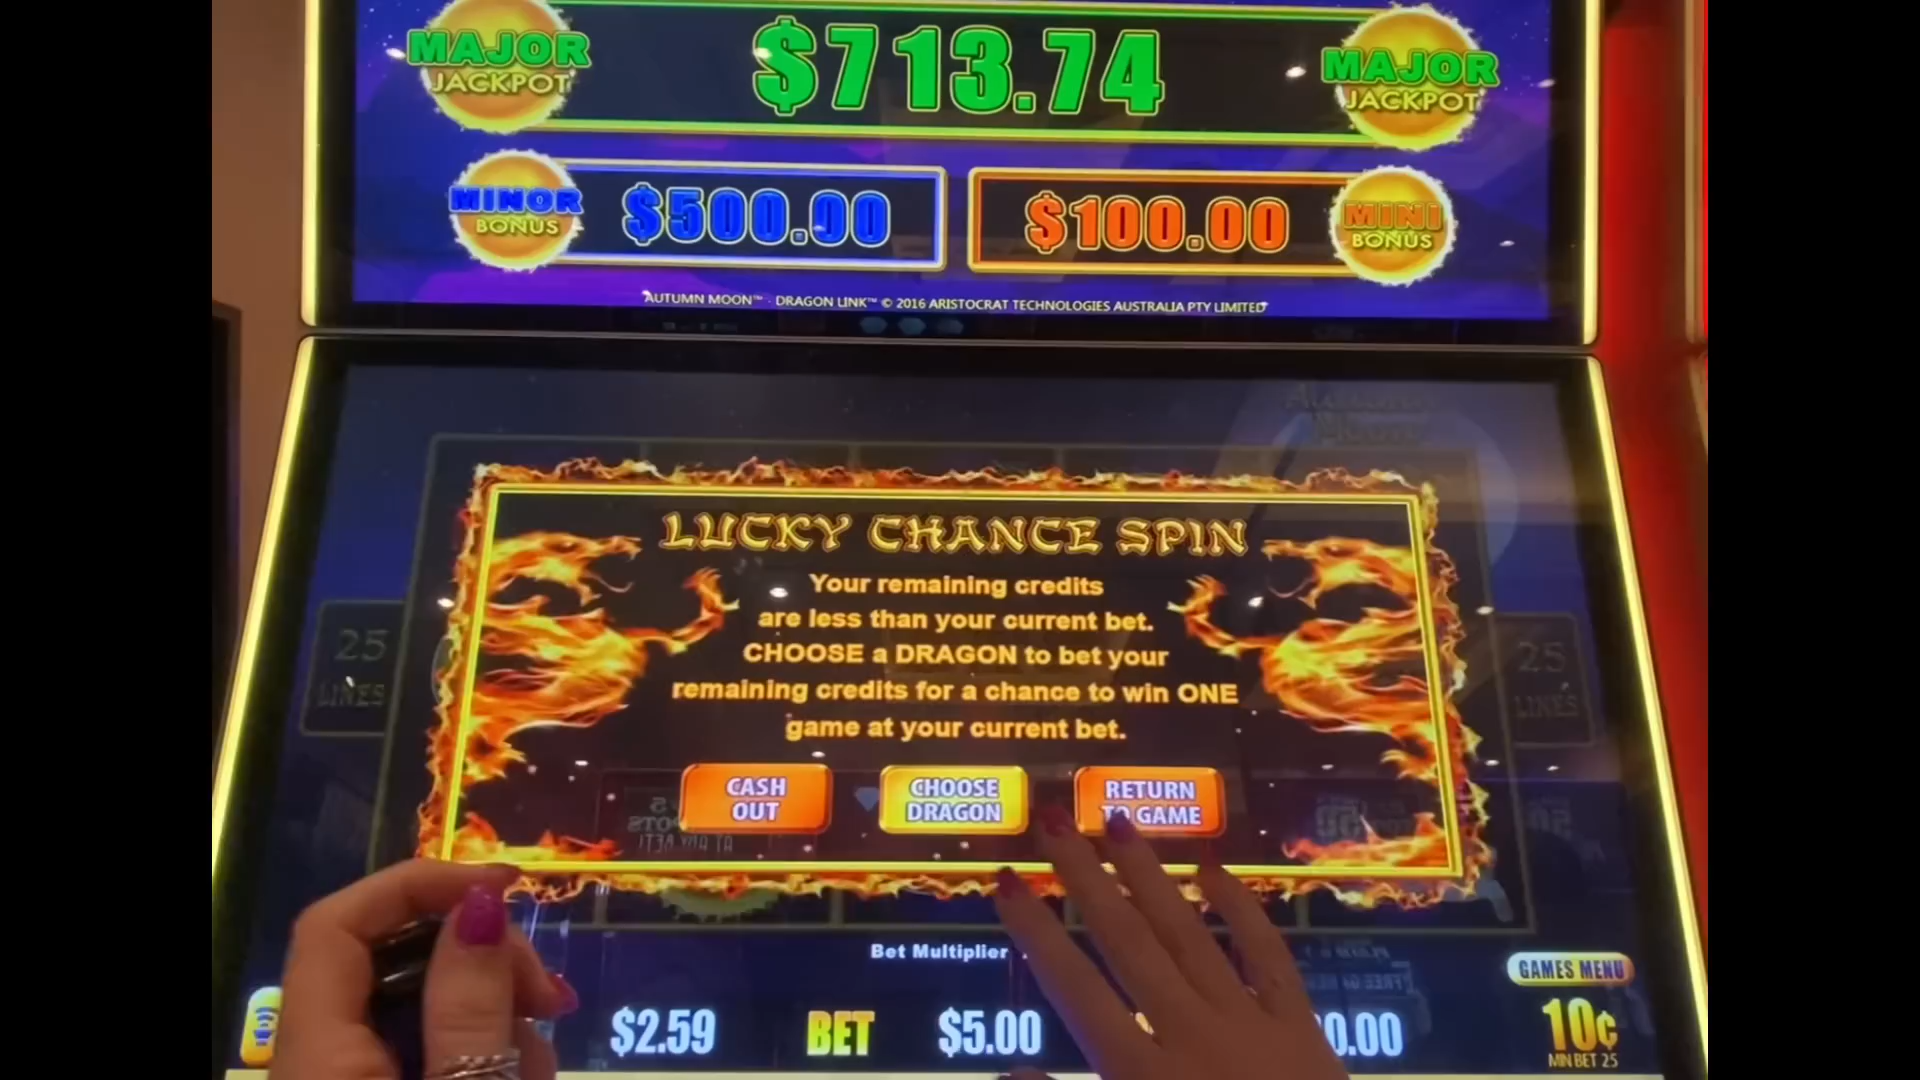 MAJOR
JACKPOT
$713.74
MAJOR
JACKPOT
MINOR
BONUS
$500.00
$100.00
MINI
BONUS
AUTUMN MOON™ · DRAGON LINK™ © 2016 ARISTOCRAT TECHNOLOGIES AUSTRALIA PTY LIMITED
LUCKY CHANCE SPIN
Your remaining credits
are less than your current bet.
CHOOSE a DRAGON to bet your
remaining credits for a chance to win ONE
game at your current bet.
25
LINES
25
LINES
CASH
OUT
CHOOSE
DRAGON
RETURN
TO GAME
Bet Multiplier
GAMES MENU
$2.59
BET
$5.00
0.00
10¢
MIN BET 25